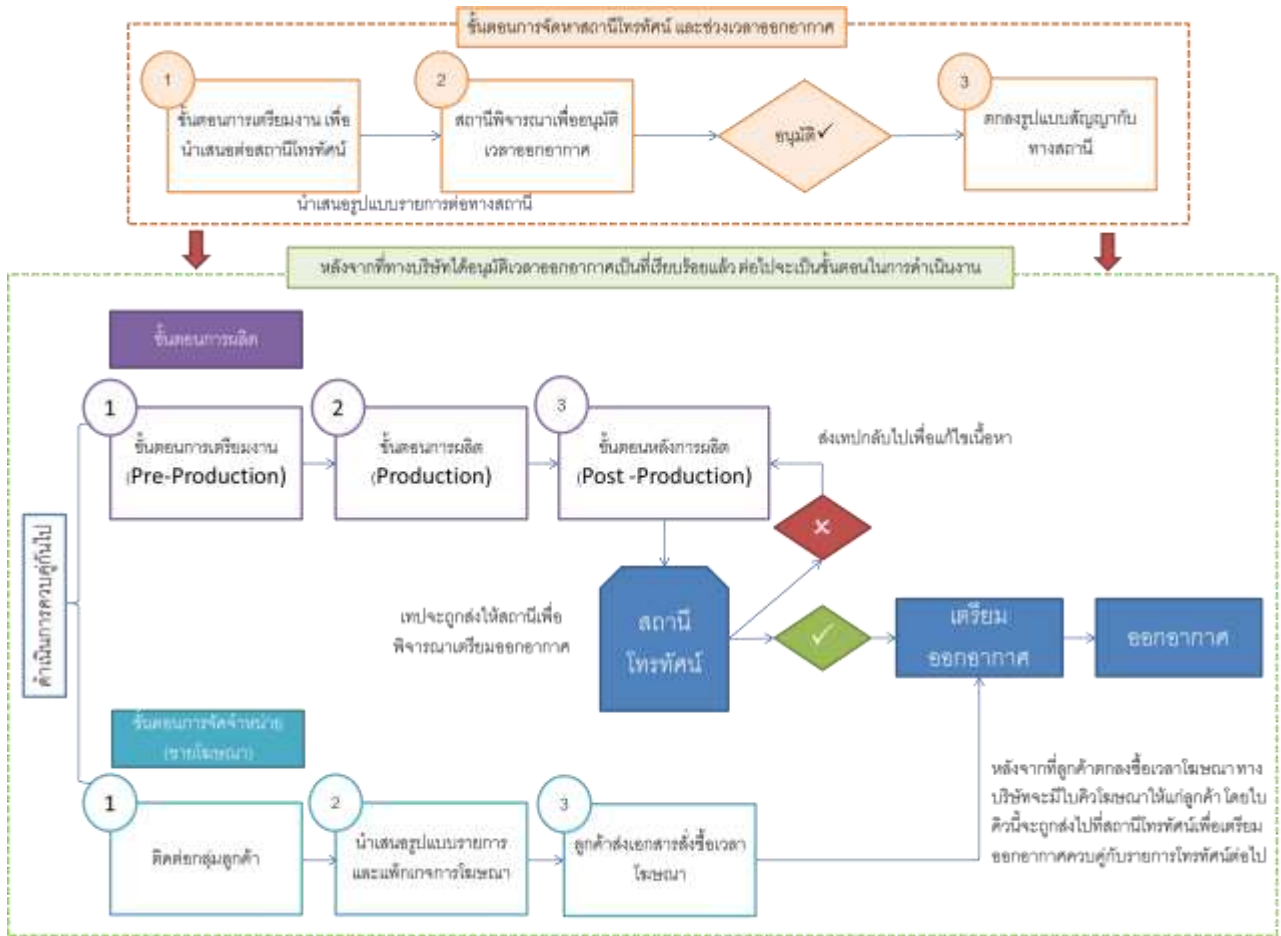 ขั้นตอนการจัดหาสถานีโทรทัศน์ และช่วงเวลาออกอากาศ
1
ขั้นตอนการเตรียมงาน เพื่อ
นำเสนอต่อสถานีโทรทัศน์
2
สถานีพิจารณาเพื่ออนุมัติ
เวลาออกอากาศ
อนุมัติ✓
3
ตกลงรูปแบบสัญญากับ
ทางสถานี
นำเสนอรูปแบบรายการต่อทางสถานี
หลังจากที่ทางบริษัทได้อนุมัติเวลาออกอากาศเป็นที่เรียบร้อยแล้ว ต่อไปจะเป็นขั้นตอนในการดำเนินงาน
ขั้นตอนการผลิต
1
ขั้นตอนการเตรียมงาน
(Pre-Production)
2
ขั้นตอนการผลิต
(Production)
3
ขั้นตอนหลังการผลิต
(Post -Production)
ส่งเทปกลับไปเพื่อแก้ไขเนื้อหา
ดำเนินการควบคู่กันไป
เทปจะถูกส่งให้สถานีเพื่อ
พิจารณาเตรียมออกอากาศ
สถานี
โทรทัศน์
เตรียม
ออกอากาศ
ออกอากาศ
ขั้นตอนการจัดจำหน่าย
(ขายโฆษณา)
1
ติดต่อกลุ่มลูกค้า
2
นำเสนอรูปแบบรายการ
และแพ็กเกจการโฆษณา
3
ลูกค้าส่งเอกสารสั่งซื้อเวลา
โฆษณา
หลังจากที่ลูกค้าตกลงซื้อเวลาโฆษณา ทาง
บริษัทจะมีใบคิวโฆษณาให้แก่ลูกค้า โดยใบ
คิวนี้จะถูกส่งไปที่สถานีโทรทัศน์เพื่อเตรียม
ออกอากาศควบคู่กับรายการโทรทัศน์ต่อไป